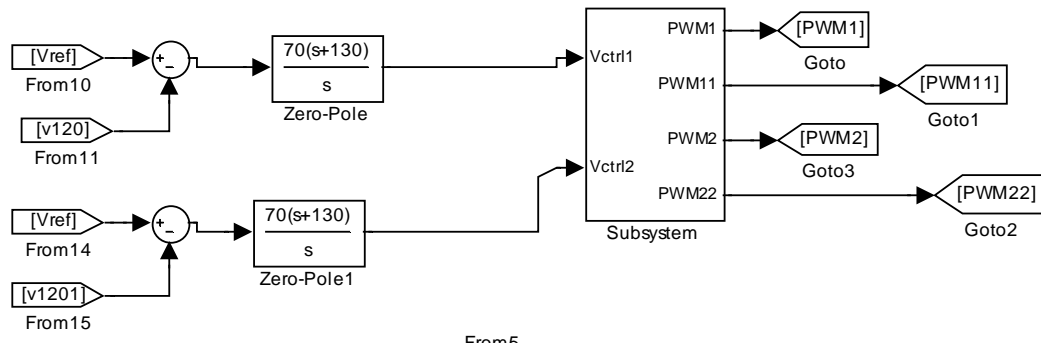 [Vref]
From10
[v120]
From11
+
−
70(s+130)
s
Zero-Pole
[Vref]
From14
[v1201]
From15
+
−
70(s+130)
s
Zero-Pole1
Vctrl1
Vctrl2
PWM1
PWM11
PWM2
PWM22
Subsystem
[PWM1]
Goto
[PWM11]
Goto1
[PWM2]
Goto3
[PWM22]
Goto2
From5